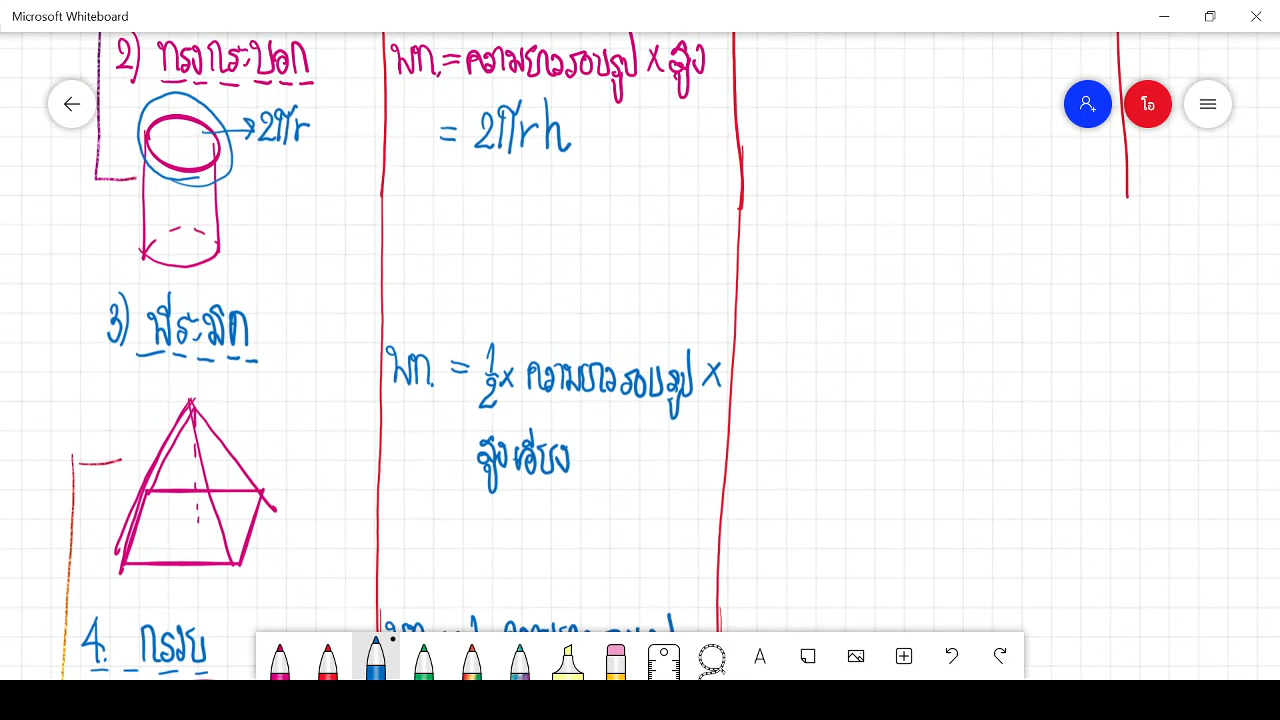 Microsoft Whiteboard
2) ทรงกระบอก
พท. = ความยาวรอบรูป × สูง
2πr
= 2πrh
โอ
3) พีระมิด
พท. = 1/2 × ความยาวรอบรูป ×
สูงเอียง
4. กรวย